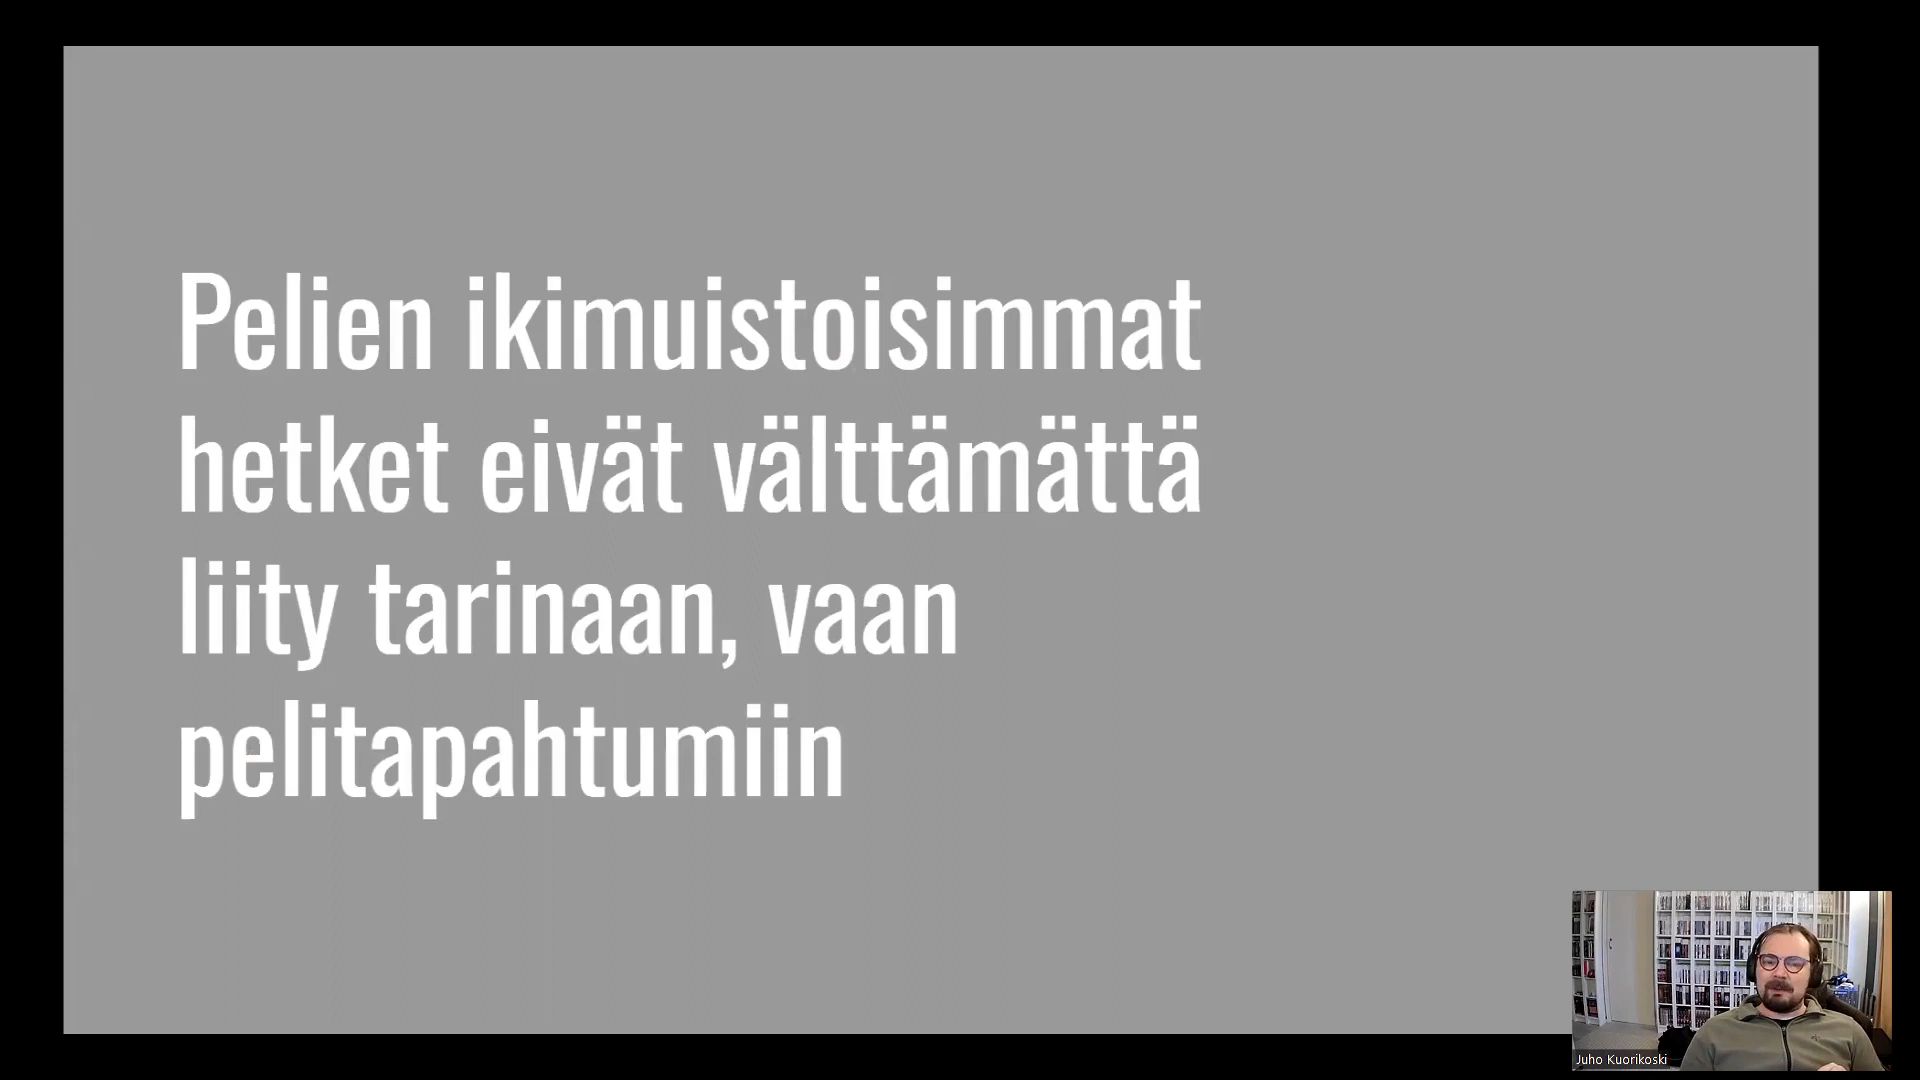 Pelien ikimuistoisimmat
hetket eivät välttämättä
liity tarinaan, vaan
pelitapahtumiin
Juho Kuorikoski